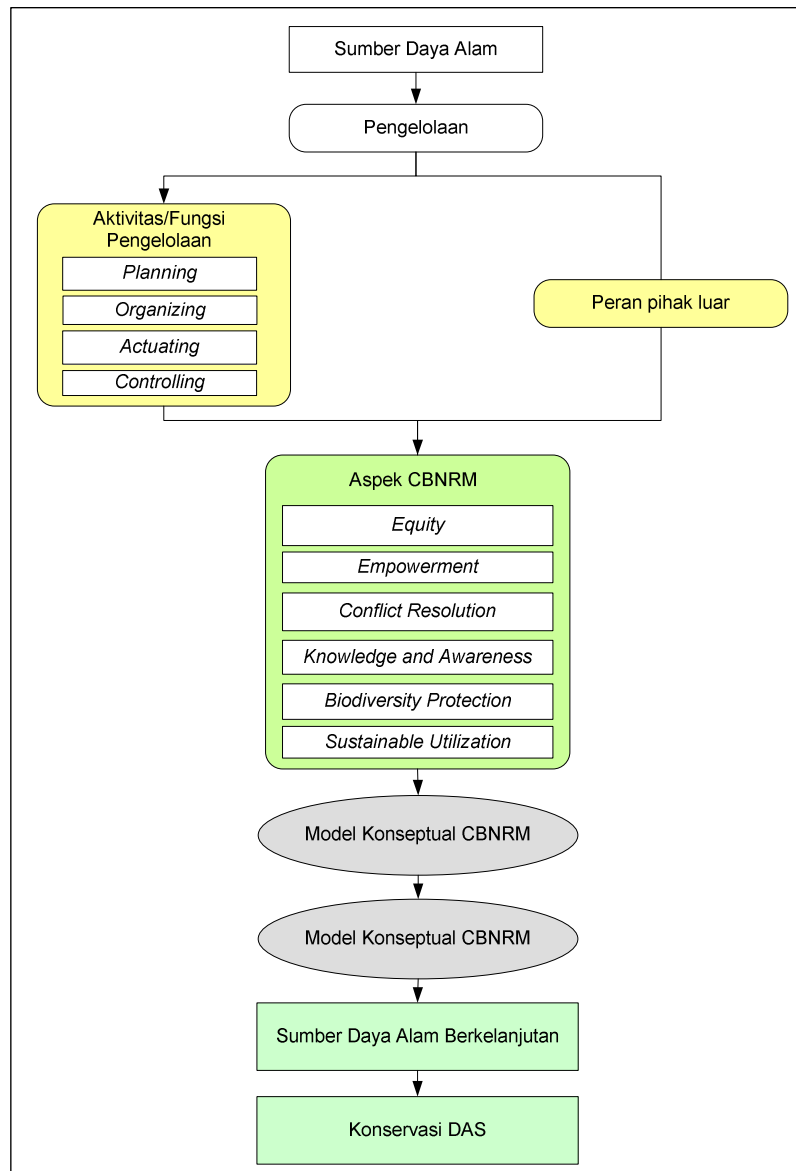 Sumber Daya Alam
Pengelolaan
Aktivitas/Fungsi
Pengelolaan
Planning
Organizing
Actuating
Controlling
Peran pihak luar
Aspek CBNRM
Equity
Empowerment
Conflict Resolution
Knowledge and Awareness
Biodiversity Protection
Sustainable Utilization
Model Konseptual CBNRM
Model Konseptual CBNRM
Sumber Daya Alam Berkelanjutan
Konservasi DAS